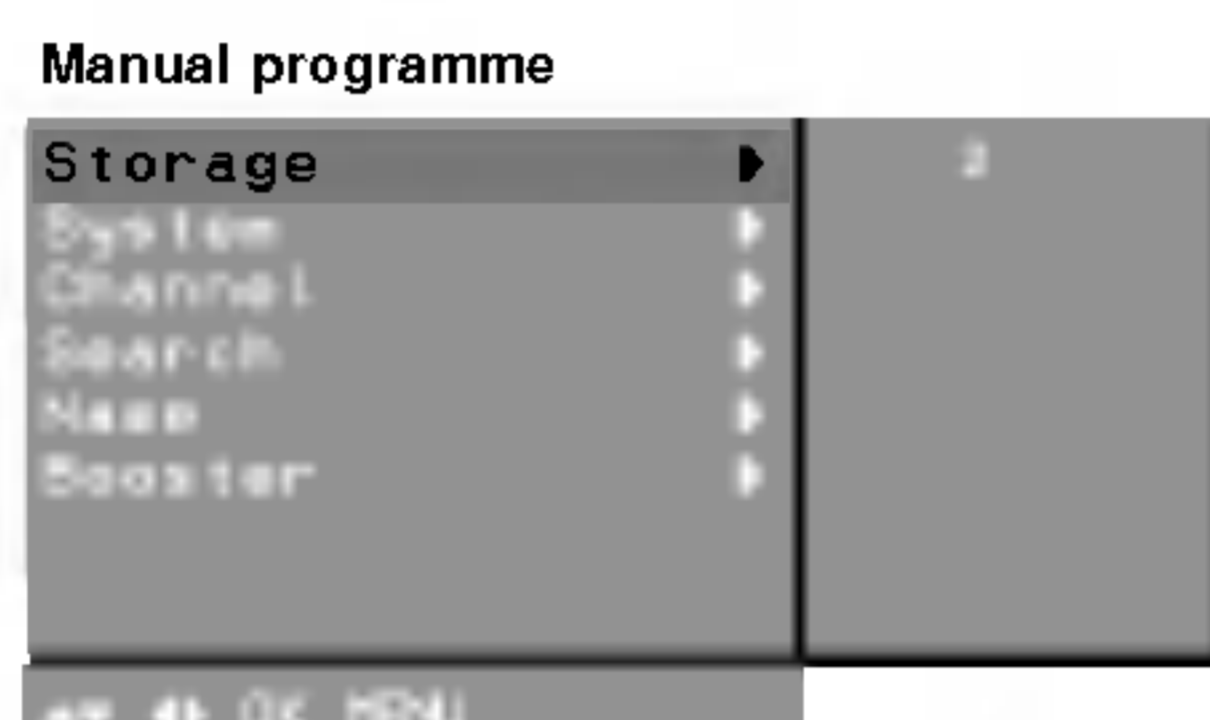 Manual programme
Storage
System
Channel
Search
Name
Booster
OK MENU